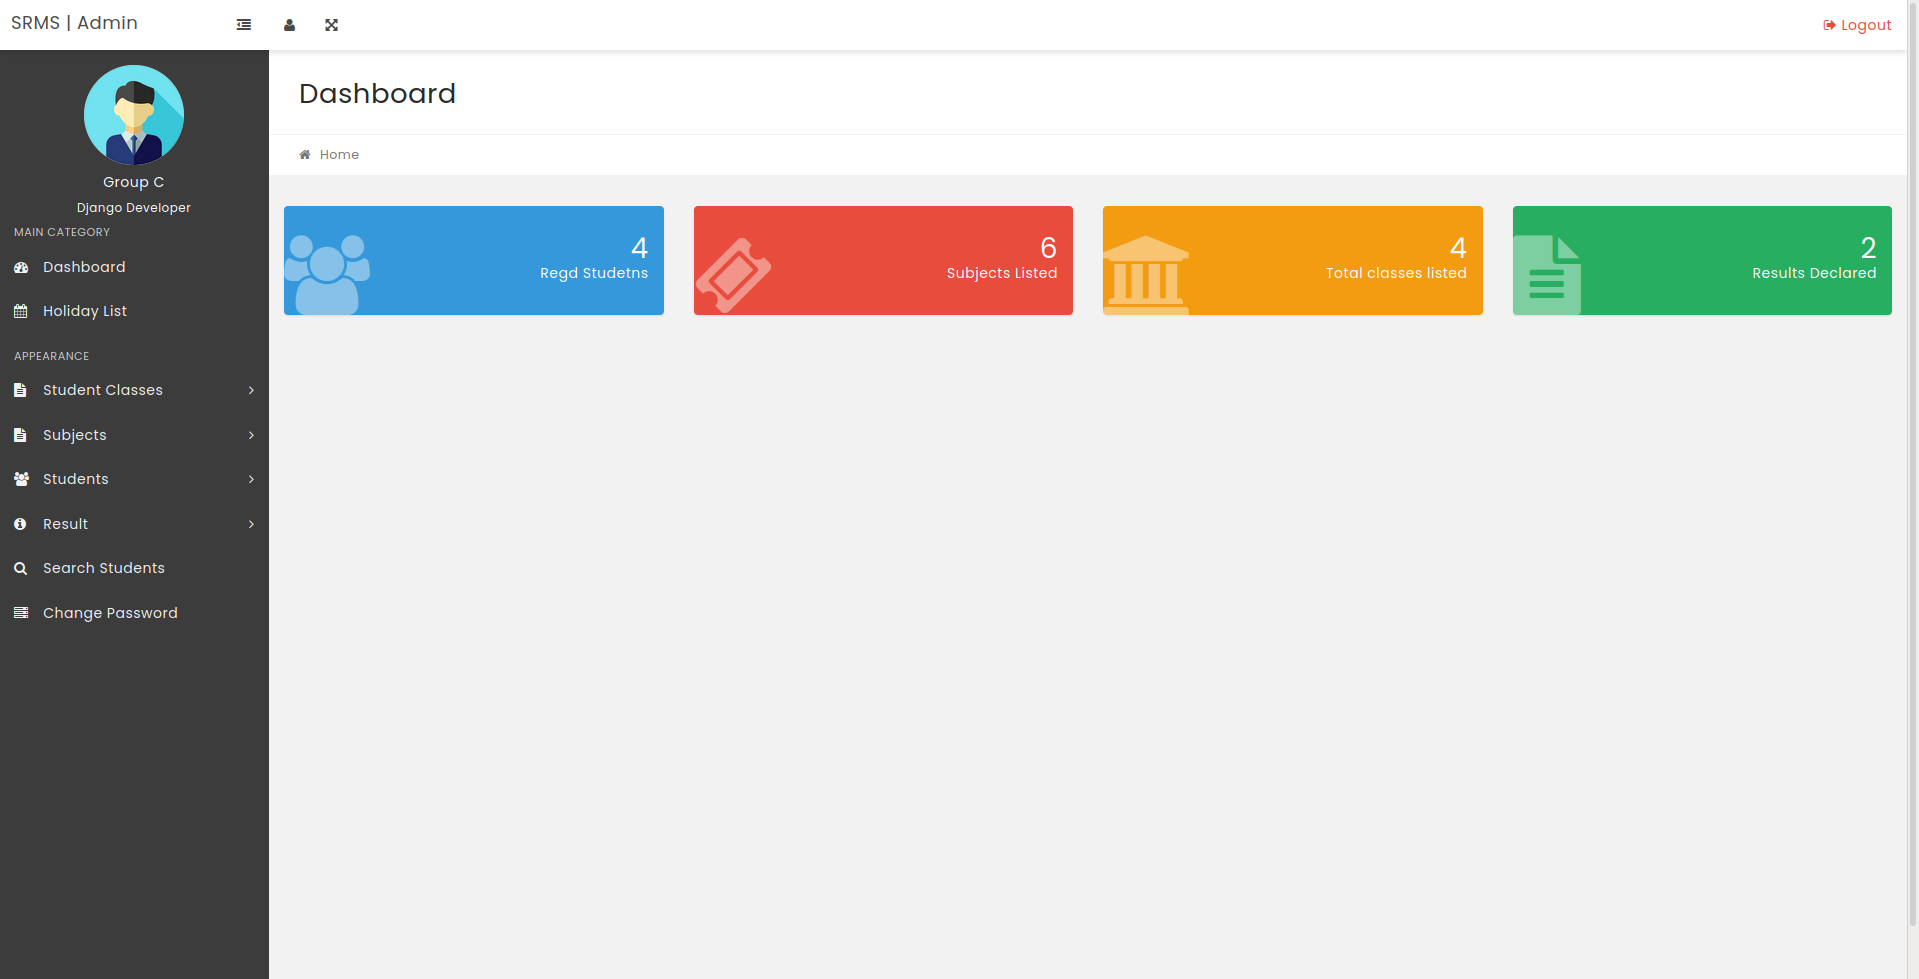 SRMS | Admin
Logout
Group C
Django Developer
MAIN CATEGORY
Dashboard
Holiday List
APPEARANCE
Student Classes
Subjects
Students
Result
Search Students
Change Password
Dashboard
Home
4
Regd Studetns
6
Subjects Listed
4
Total classes listed
2
Results Declared